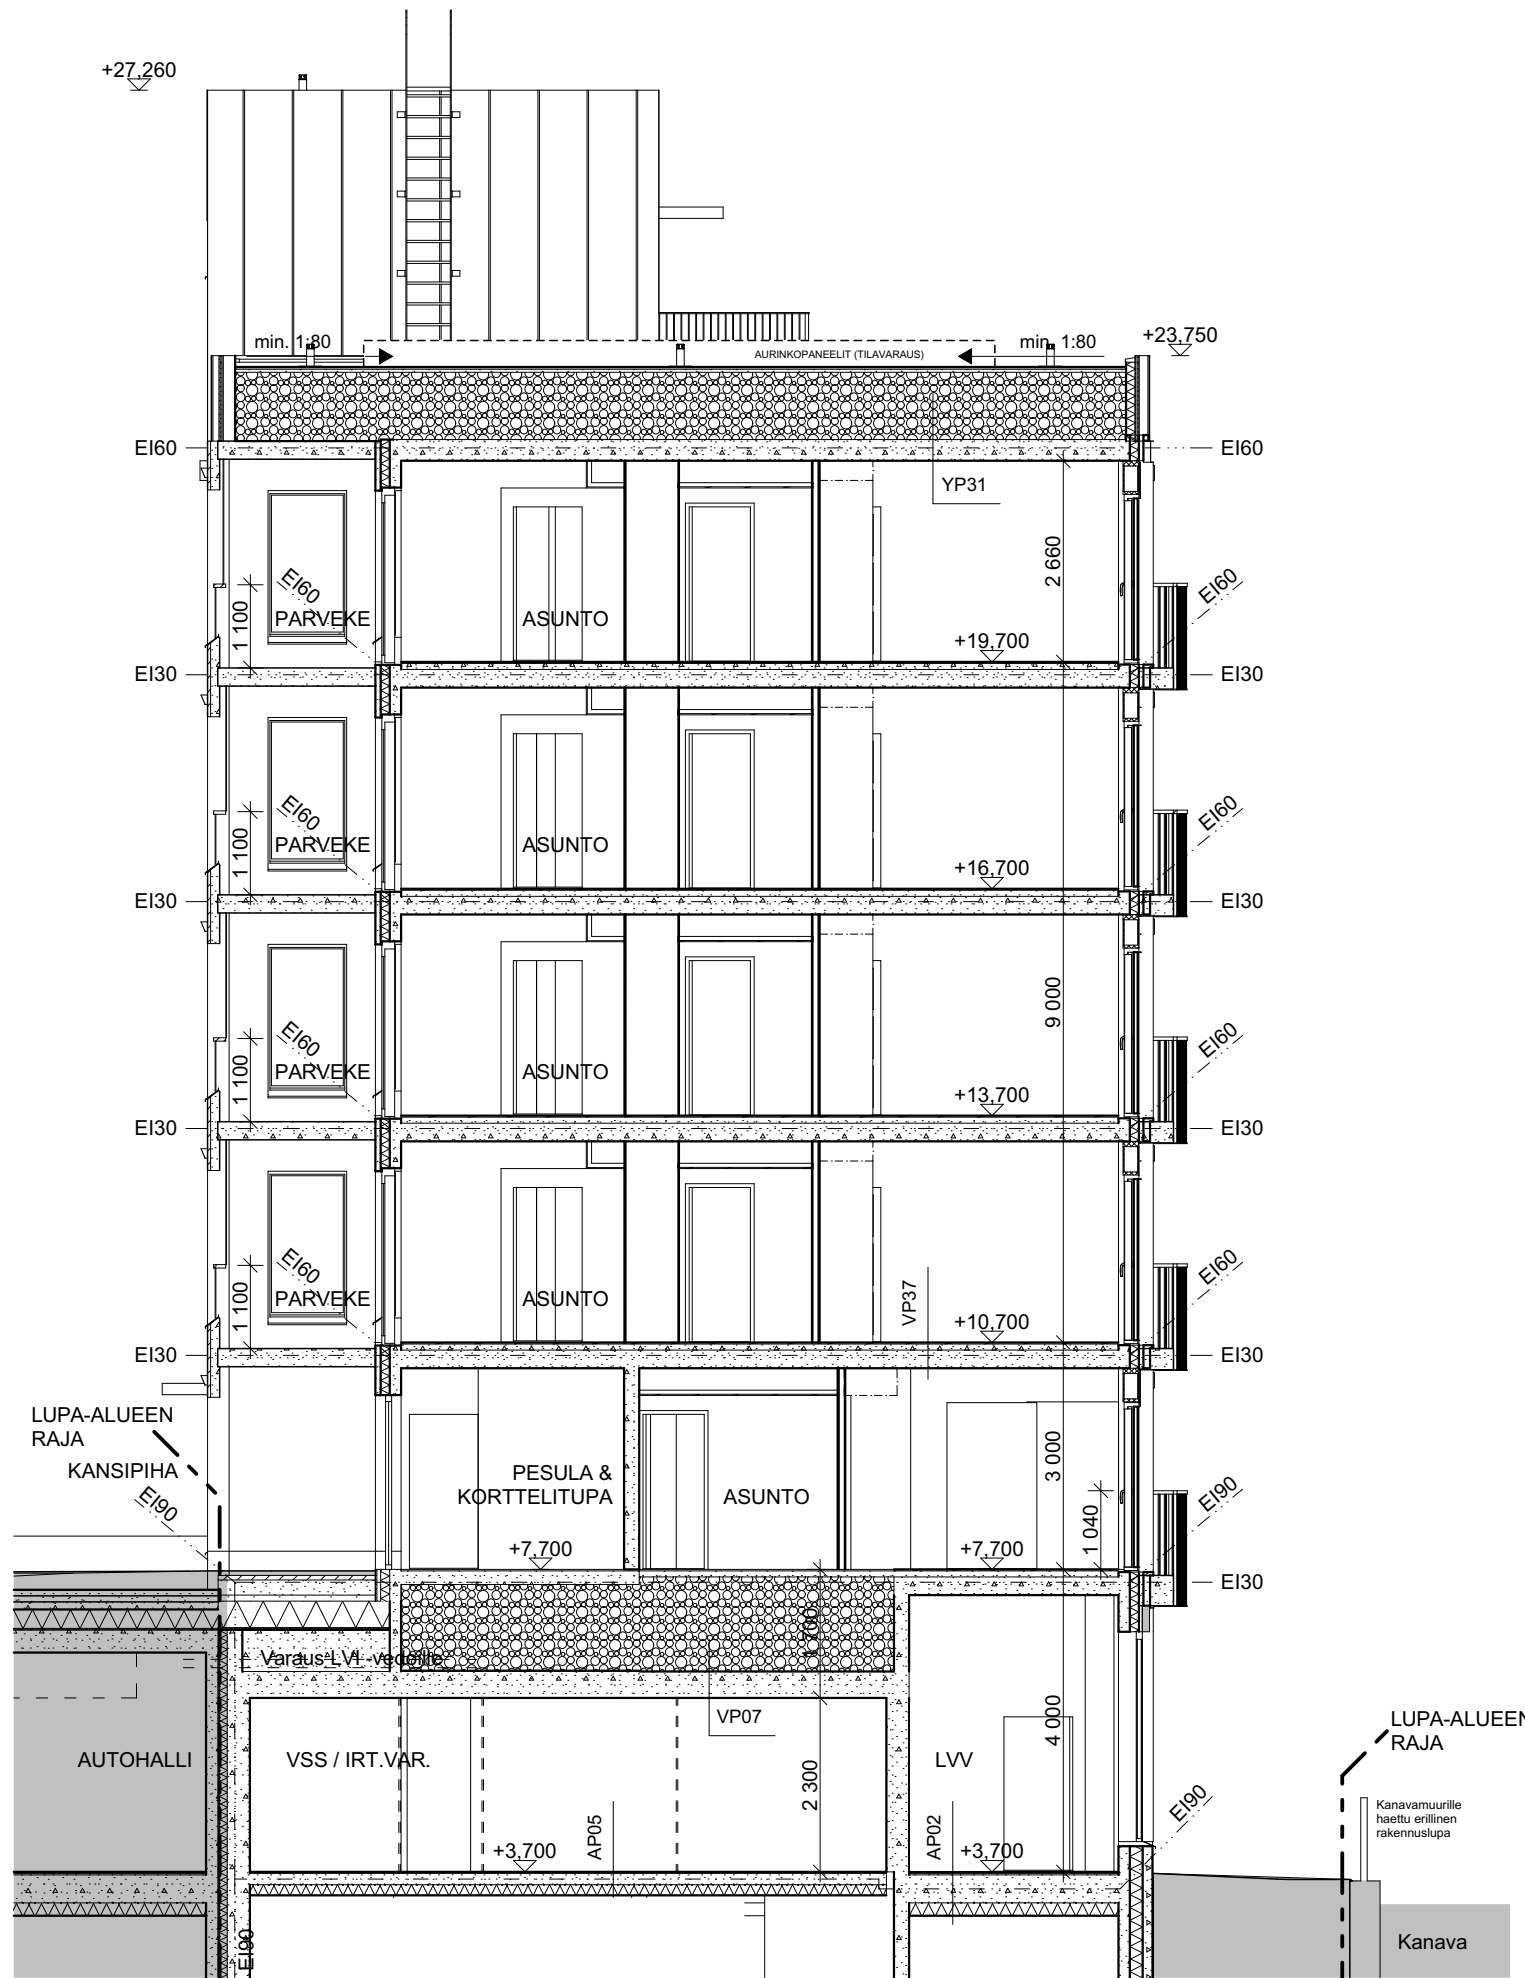 +27,260
min. 1:80
AURINKOPANEELIT (TILAVARAUS)
min. 1:80
+23,750
EI60
EI60
YP31
2 660
EI60
PARVEKE
1 100
ASUNTO
+19,700
EI60
EI30
EI30
EI60
PARVEKE
1 100
ASUNTO
+16,700
EI60
EI30
EI30
9 000
EI60
PARVEKE
1 100
ASUNTO
+13,700
EI60
EI30
EI30
EI60
PARVEKE
1 100
ASUNTO
VP37
+10,700
EI60
EI30
EI30
LUPA-ALUEEN
RAJA
KANSIPIHA
EI90
PESULA &
KORTTELITUPA
ASUNTO
3 000
1 040
EI90
+7,700
+7,700
EI30
1 700
Varaus LVI -vedoille
VP07
4 000
AUTOHALLI
VSS / IRT.VAR.
LVV
2 300
AP05
AP02
+3,700
+3,700
EI90
EI90
LUPA-ALUEEN
RAJA
Kanavamuurille
haettu erillinen
rakennuslupa
Kanava